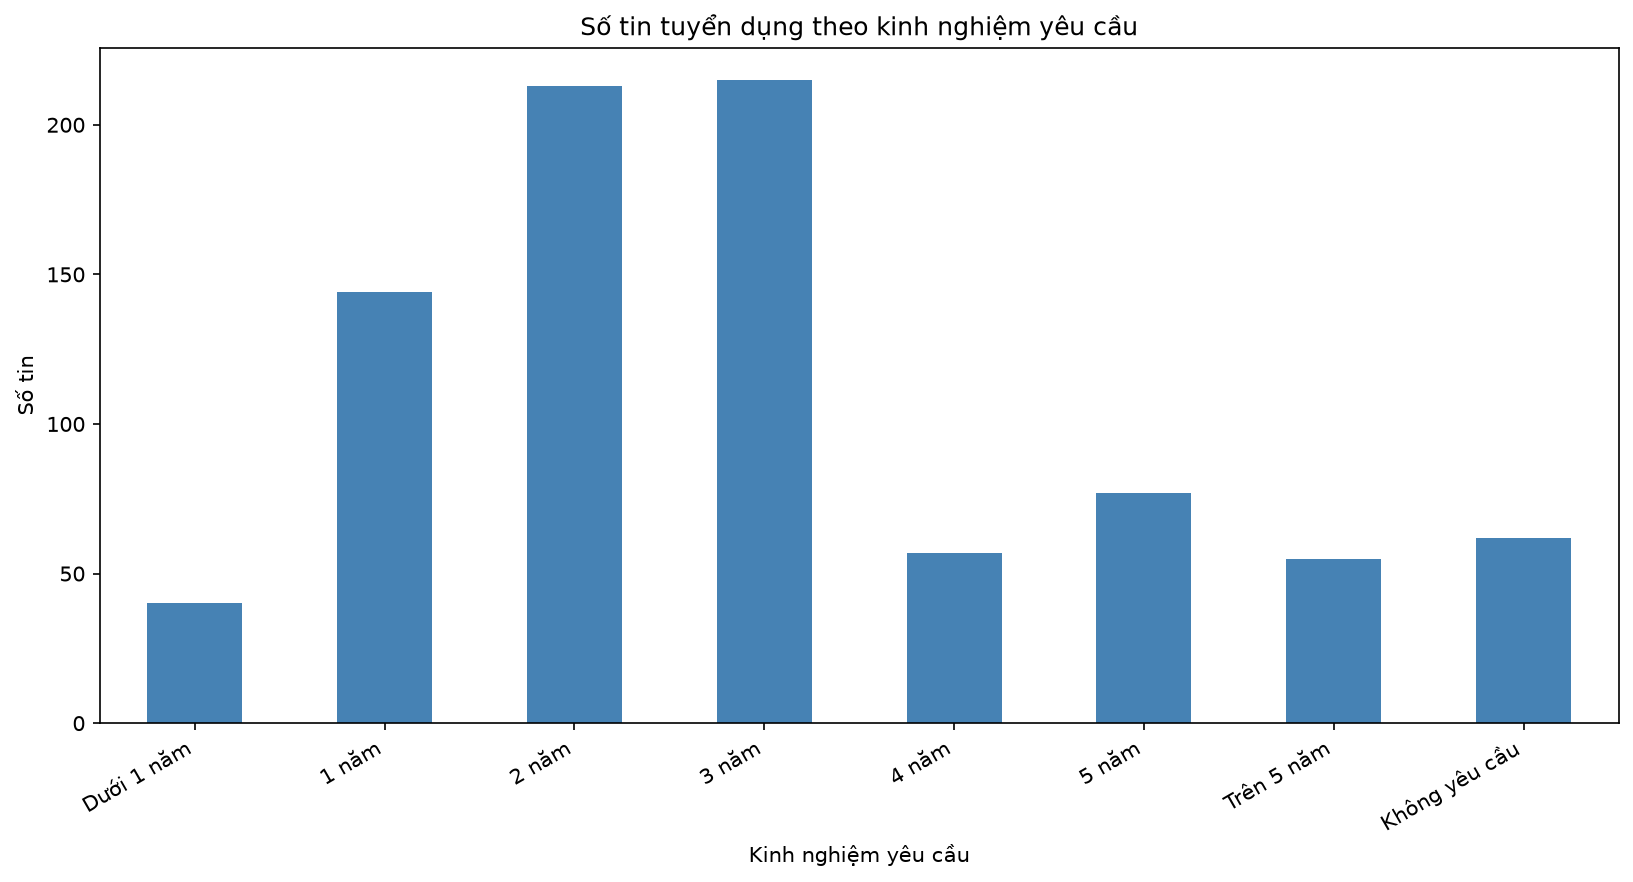 Số tin tuyển dụng theo kinh nghiệm yêu cầu
Số tin
200
150
100
50
0
Dưới 1 năm
1 năm
2 năm
3 năm
4 năm
5 năm
Trên 5 năm
Không yêu cầu
Kinh nghiệm yêu cầu